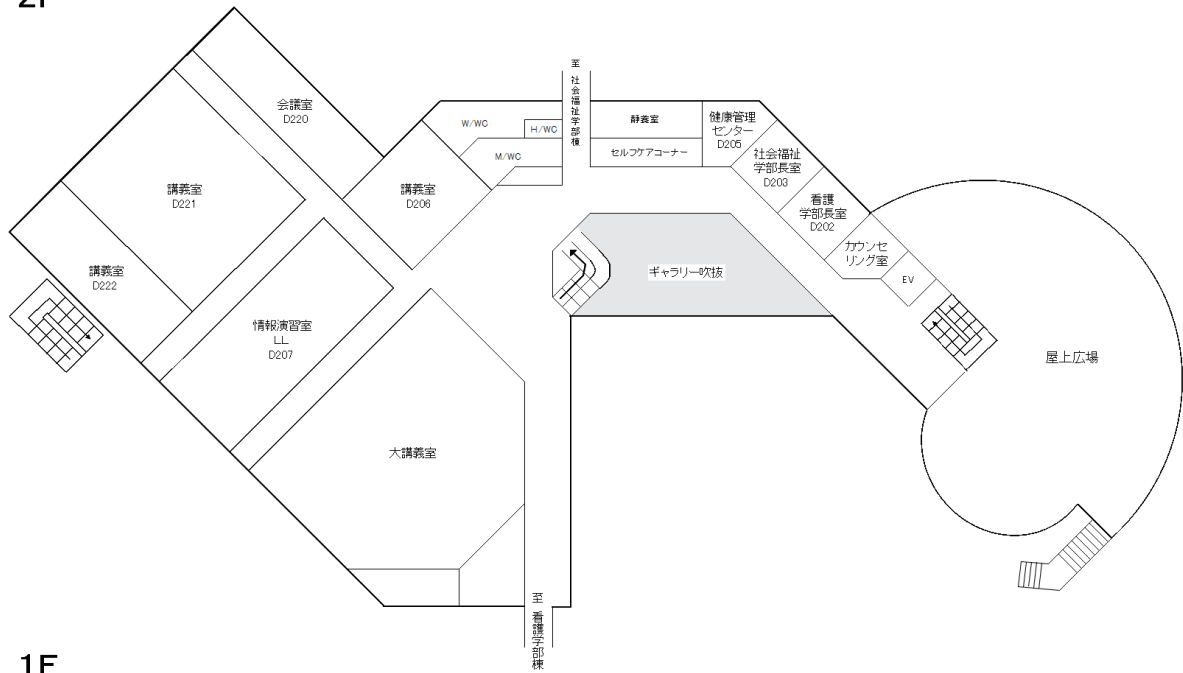 2F
会議室
D220
講義室
D221
講義室
D222
W/WC
H/WC
M/WC
講義室
D206
至 社会福祉学部棟
静養室
セルフケアコーナー
健康管理
センター
D205
社会福祉
学部長室
D203
看護
学部長室
D202
カウンセ
リング室
EV
ギャラリー吹抜
情報演習室
LL
D207
大講義室
屋上広場
至 看護学部棟
1F